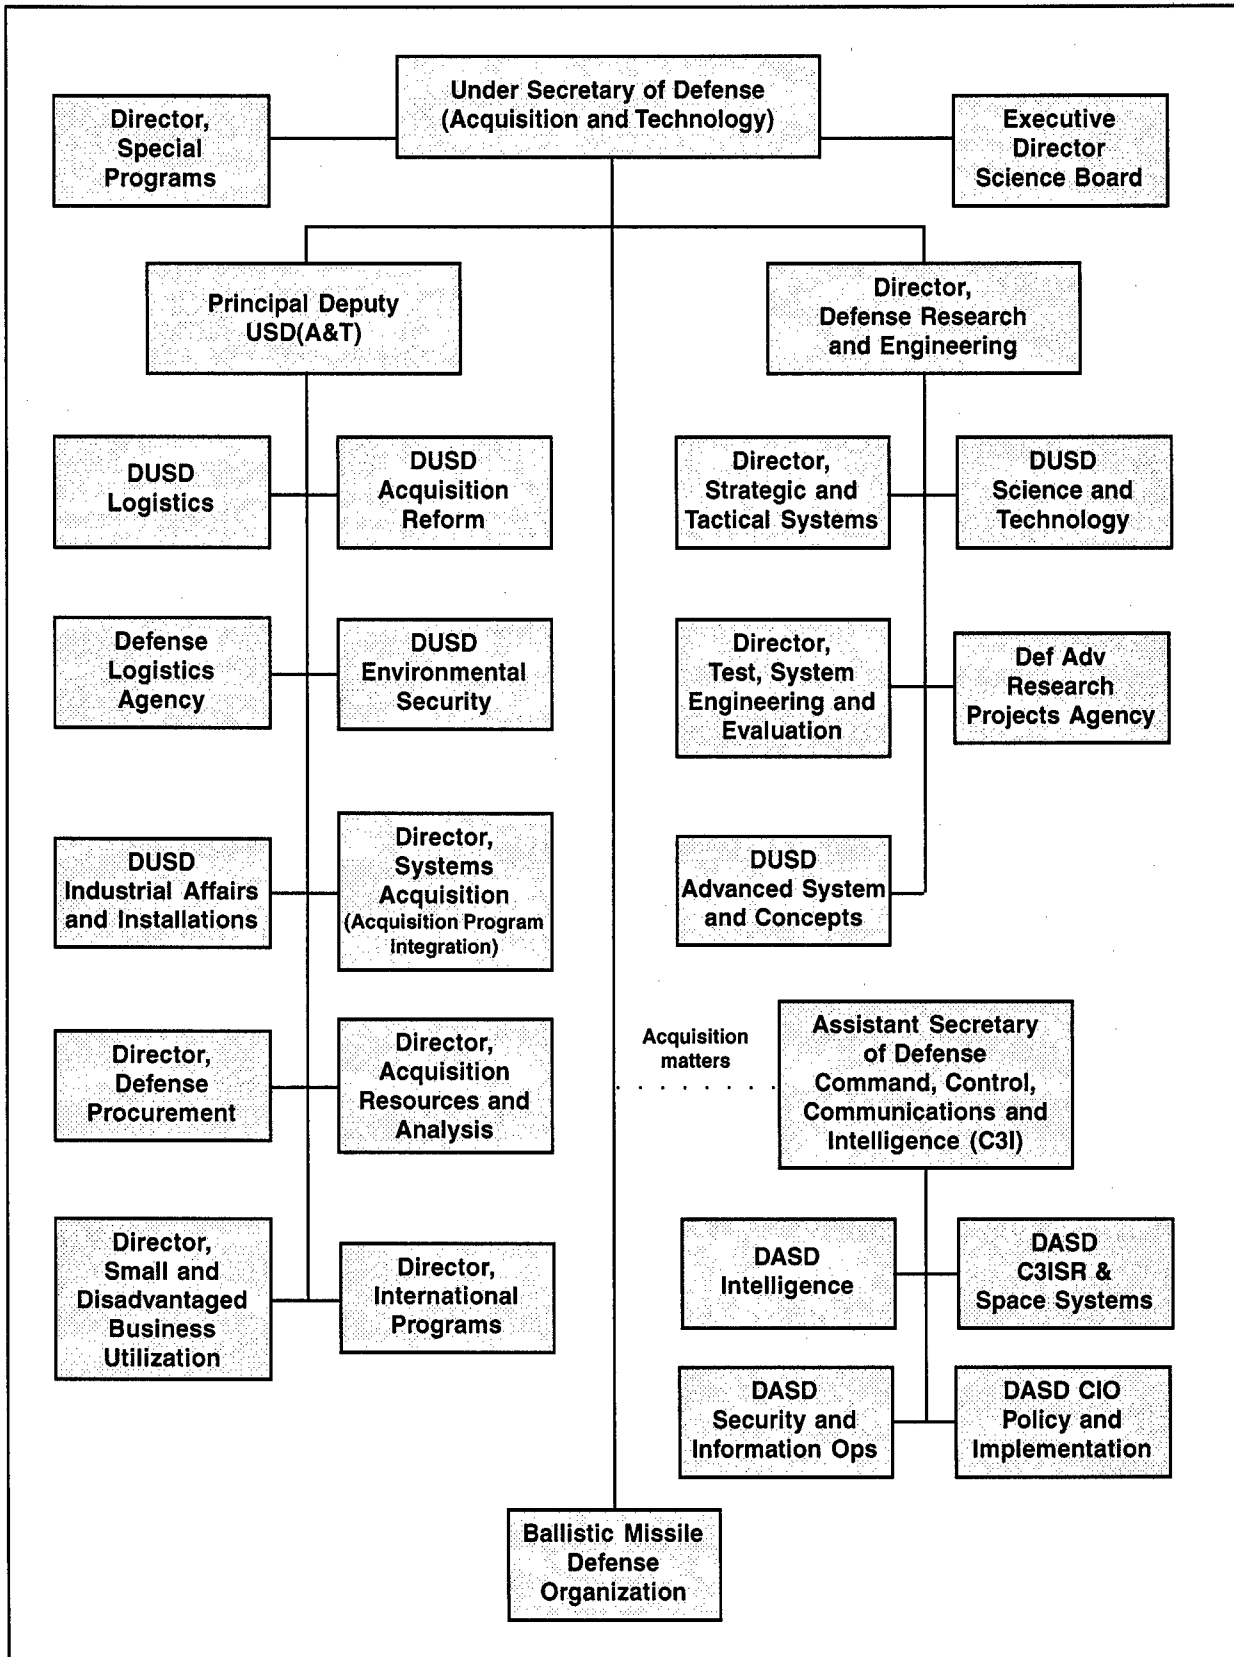 Under Secretary of Defense
(Acquisition and Technology)
Director,
Special
Programs
Executive
Director
Science Board
Principal Deputy
USD(A&T)
Director,
Defense Research
and Engineering
DUSD
Logistics
DUSD
Acquisition
Reform
Director,
Strategic and
Tactical Systems
DUSD
Science and
Technology
Defense
Logistics
Agency
DUSD
Environmental
Security
Director,
Test, System
Engineering and
Evaluation
Def Adv
Research
Projects Agency
DUSD
Industrial Affairs
and Installations
Director,
Systems
Acquisition
(Acquisition Program
Integration)
DUSD
Advanced System
and Concepts
Director,
Defense
Procurement
Director,
Acquisition
Resources and
Analysis
Acquisition
matters
Assistant Secretary
of Defense
Command, Control,
Communications and
Intelligence (C3I)
Director,
Small and
Disadvantaged
Business
Utilization
Director,
International
Programs
DASD
Intelligence
DASD
C3ISR &
Space Systems
DASD
Security and
Information Ops
DASD CIO
Policy and
Implementation
Ballistic Missile
Defense
Organization